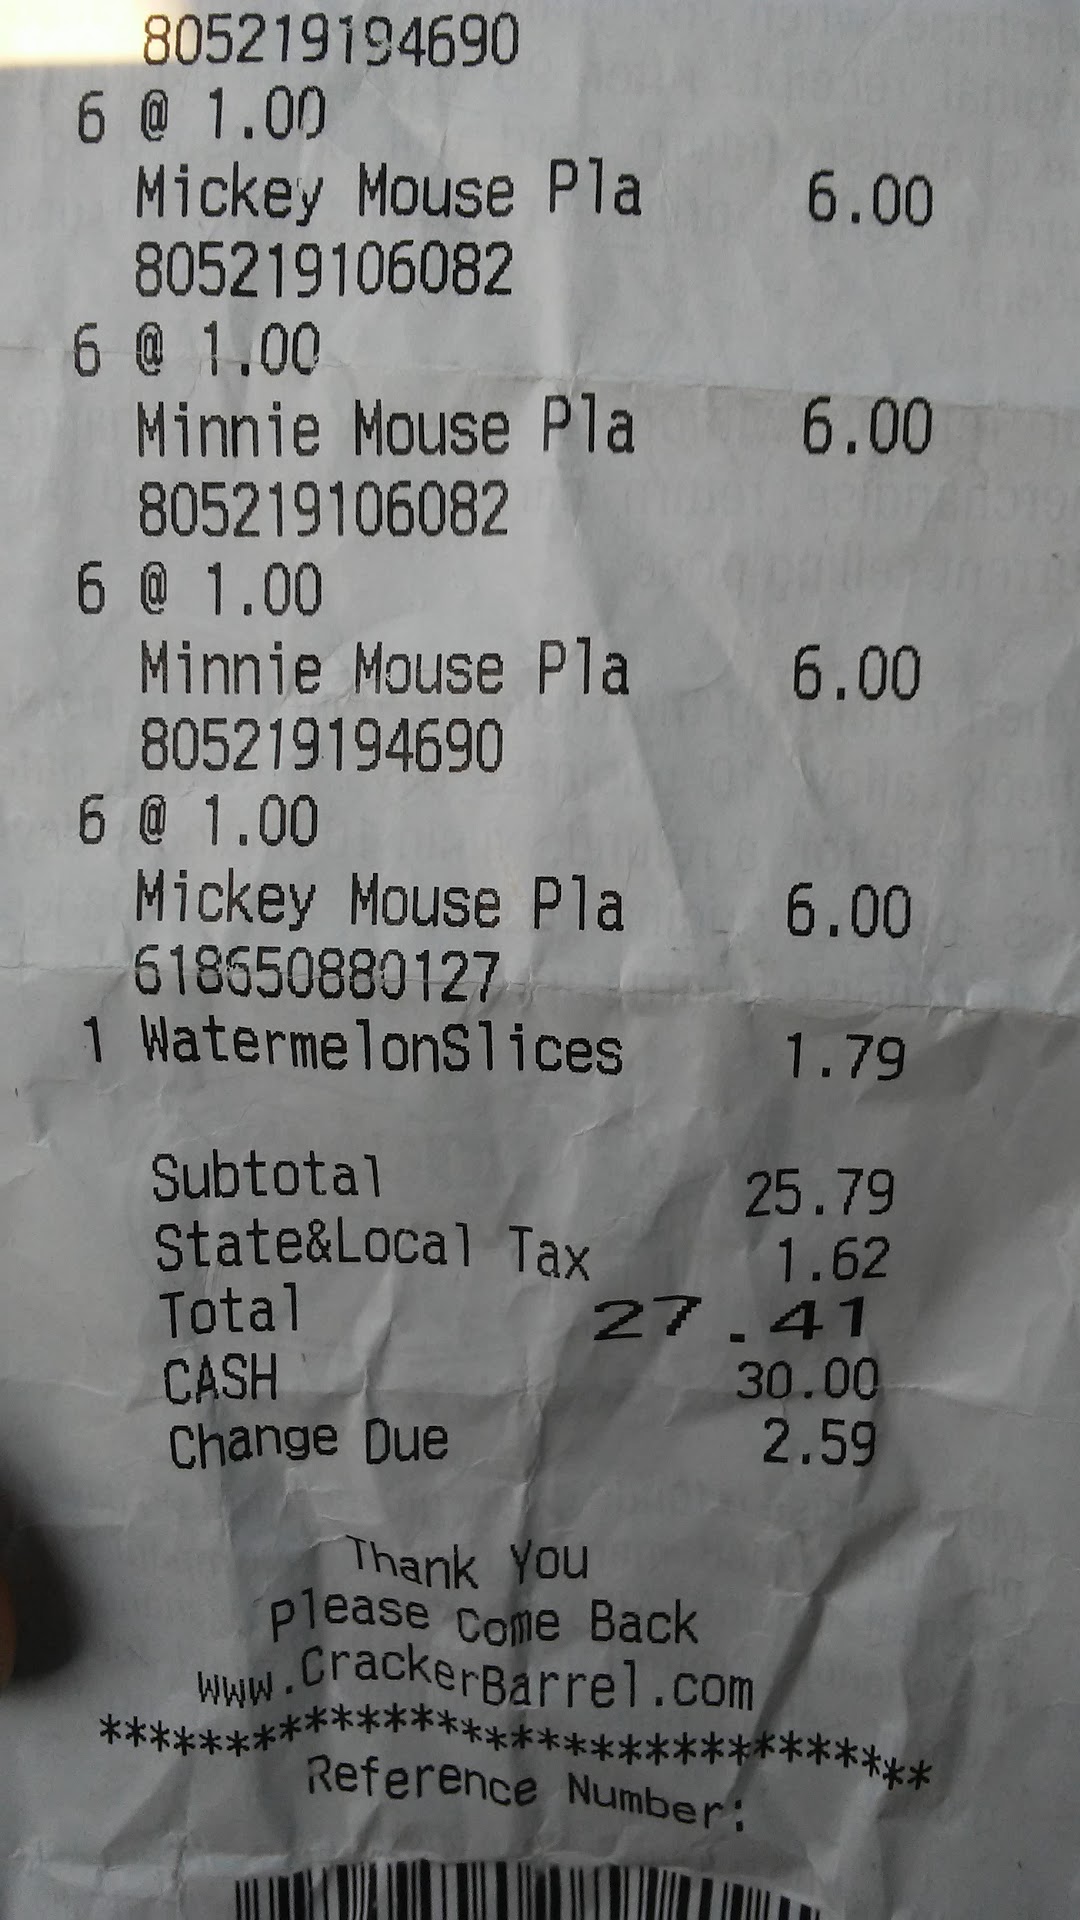 805219194690
6 @ 1.00
Mickey Mouse Pla 6.00
805219106082
6 @ 1.00
Minnie Mouse Pla 6.00
805219106082
6 @ 1.00
Minnie Mouse Pla 6.00
805219194690
6 @ 1.00
Mickey Mouse Pla 6.00
618650880127
1 WatermelonSlices 1.79
Subtotal 25.79
State&Local Tax 1.62
Total 27.41
CASH 30.00
Change Due 2.59
Thank You
Please Come Back
www.CrackerBarrel.com
********************************
Reference Number: